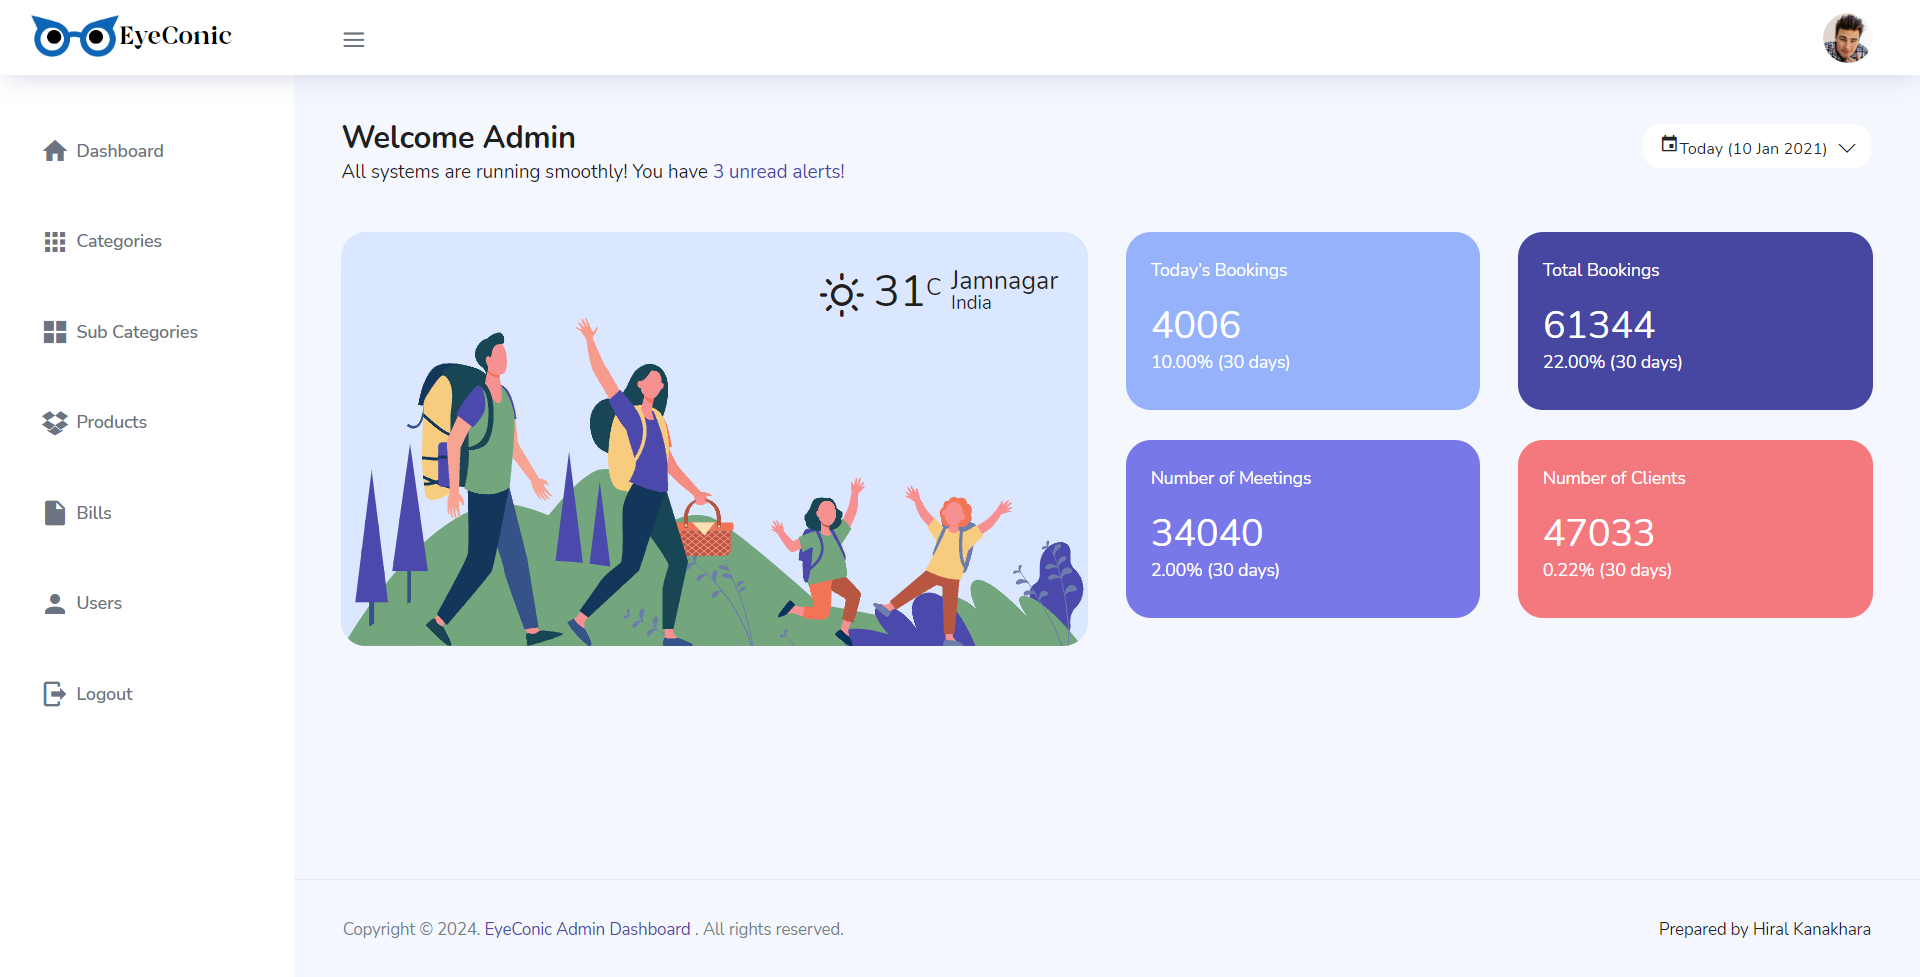 EyeConic
Dashboard
Categories
Sub Categories
Products
Bills
Users
Logout
Welcome Admin
All systems are running smoothly! You have 3 unread alerts!
Today (10 Jan 2021)
31C Jamnagar
India
Today's Bookings
4006
10.00% (30 days)
Total Bookings
61344
22.00% (30 days)
Number of Meetings
34040
2.00% (30 days)
Number of Clients
47033
0.22% (30 days)
Copyright © 2024. EyeConic Admin Dashboard . All rights reserved.
Prepared by Hiral Kanakhara